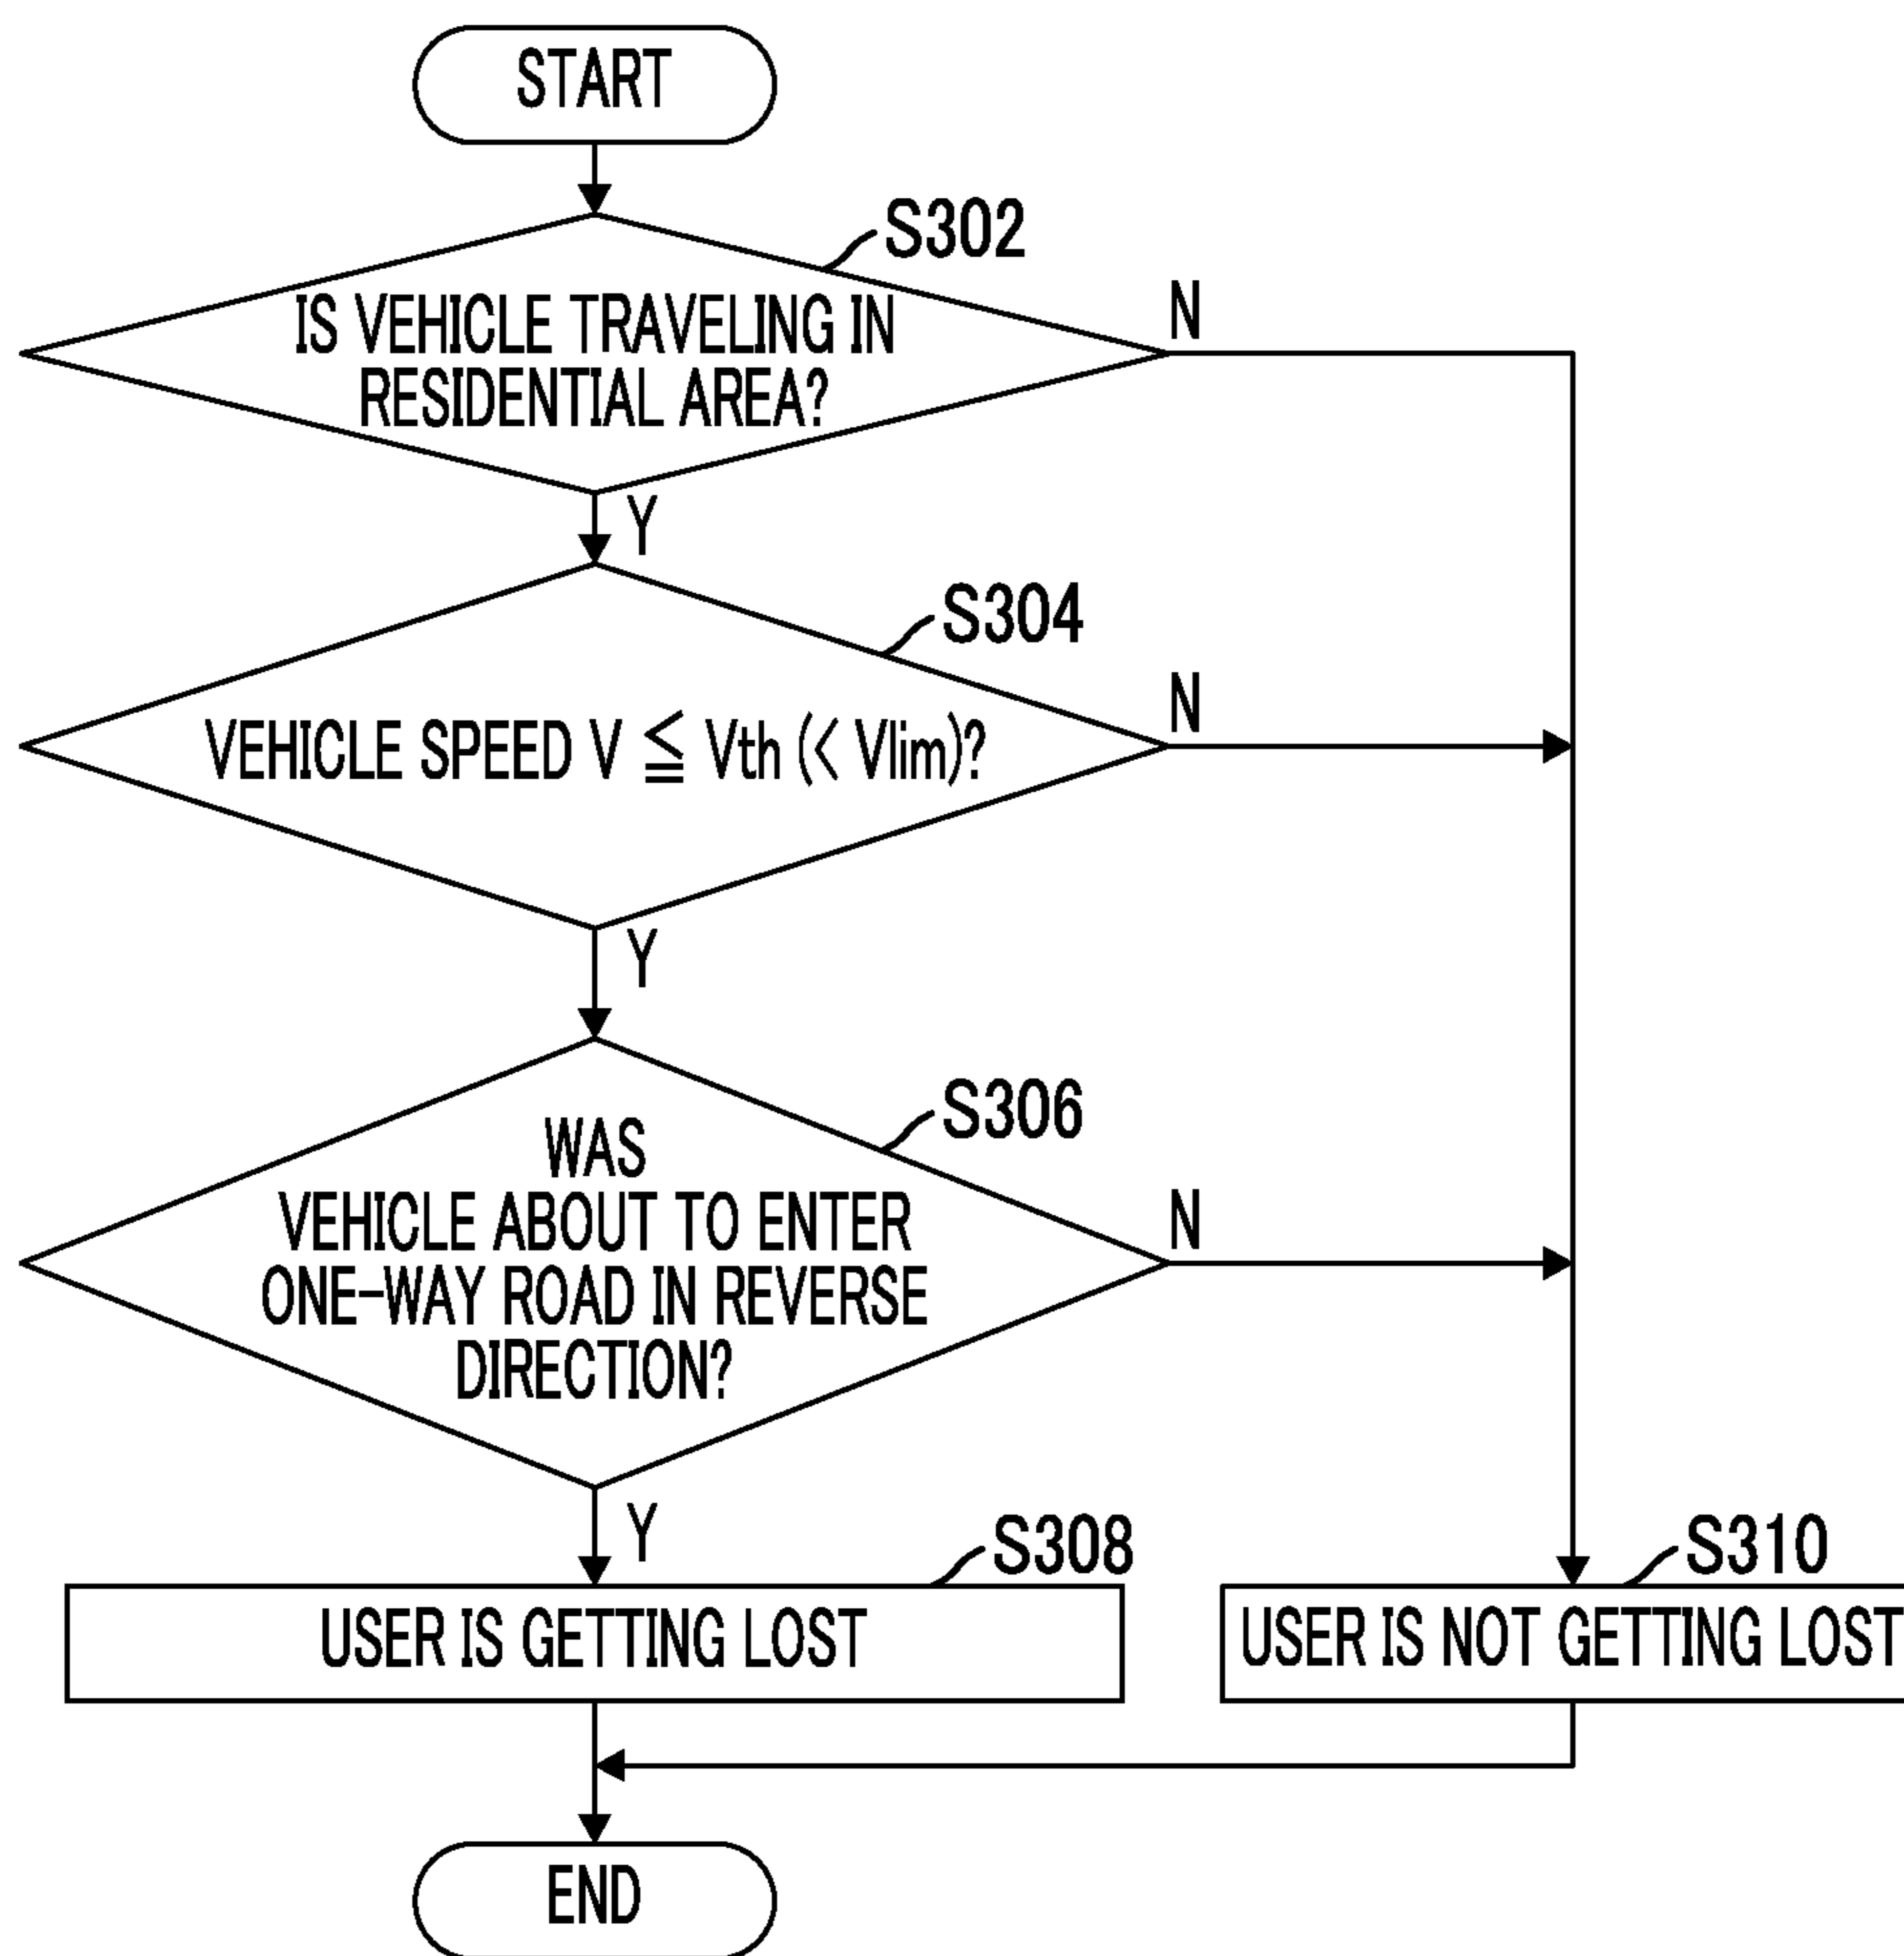 START
S302
IS VEHICLE TRAVELING IN
RESIDENTIAL AREA?
N
Y
S304
VEHICLE SPEED V ≦ Vth (< Vlim)?
N
Y
S306
WAS
VEHICLE ABOUT TO ENTER
ONE-WAY ROAD IN REVERSE
DIRECTION?
N
Y
S308
USER IS GETTING LOST
S310
USER IS NOT GETTING LOST
END